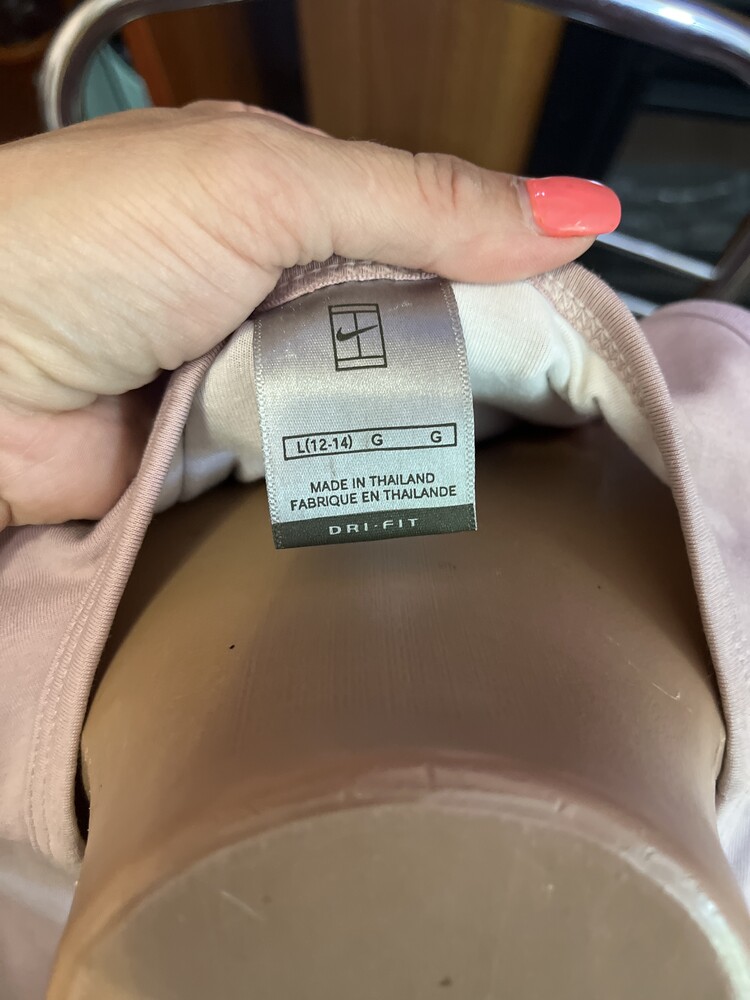 L(12-14) G G
MADE IN THAILAND
FABRIQUE EN THAILANDE
DRI-FIT